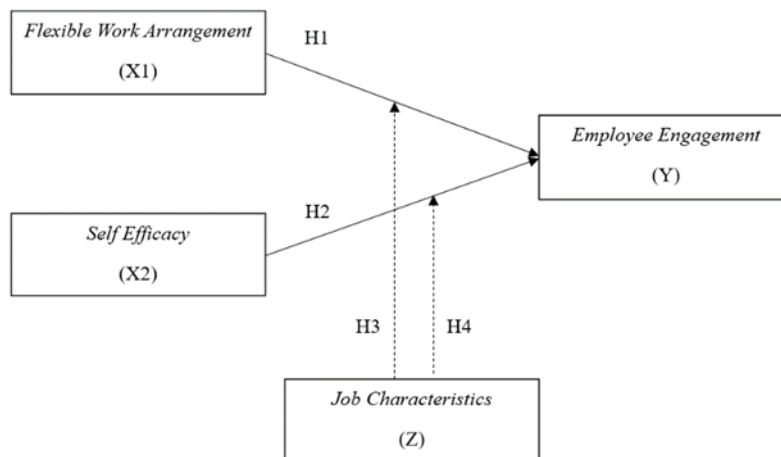 Flexible Work Arrangement
(X1)
H1
Employee Engagement
(Y)
Self Efficacy
(X2)
H2
H3
H4
Job Characteristics
(Z)